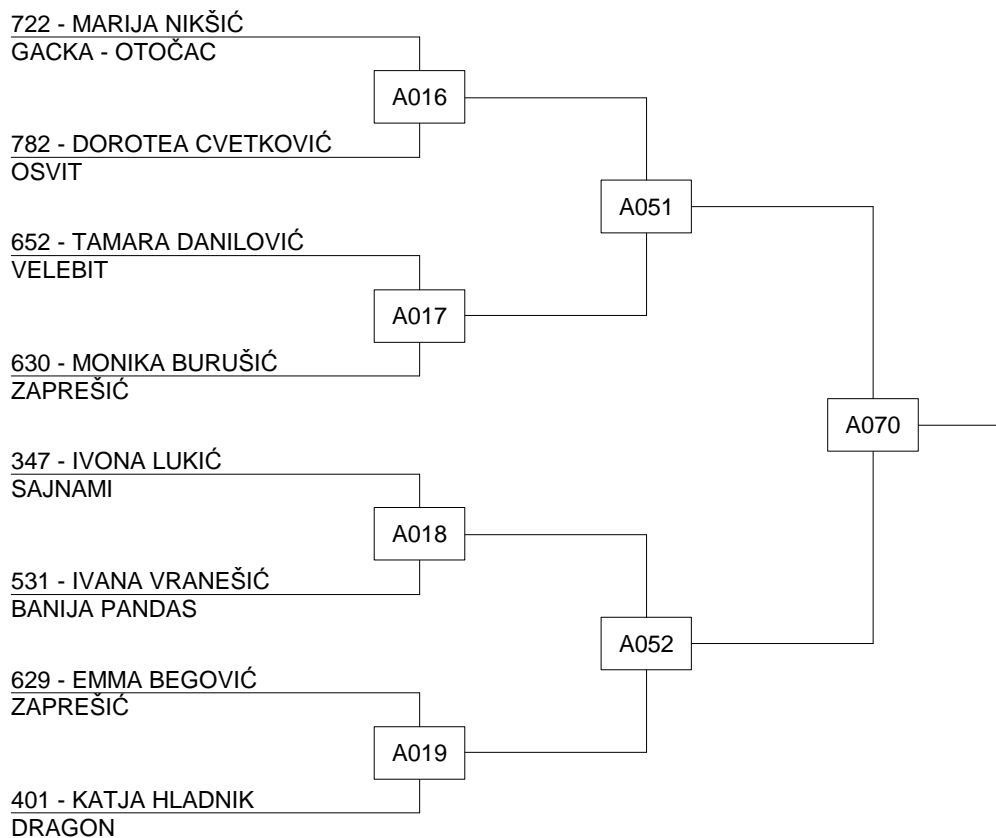 722 - MARIJA NIKŠIĆ
GACKA - OTOČAC
A016
782 - DOROTEA CVETKOVIĆ
OSVIT
A051
652 - TAMARA DANILOVIĆ
VELEBIT
A017
630 - MONIKA BURUŠIĆ
ZAPREŠIĆ
A070
347 - IVONA LUKIĆ
SAJNAMI
A018
531 - IVANA VRANEŠIĆ
BANIJA PANDAS
A052
629 - EMMA BEGOVIĆ
ZAPREŠIĆ
A019
401 - KATJA HLADNIK
DRAGON